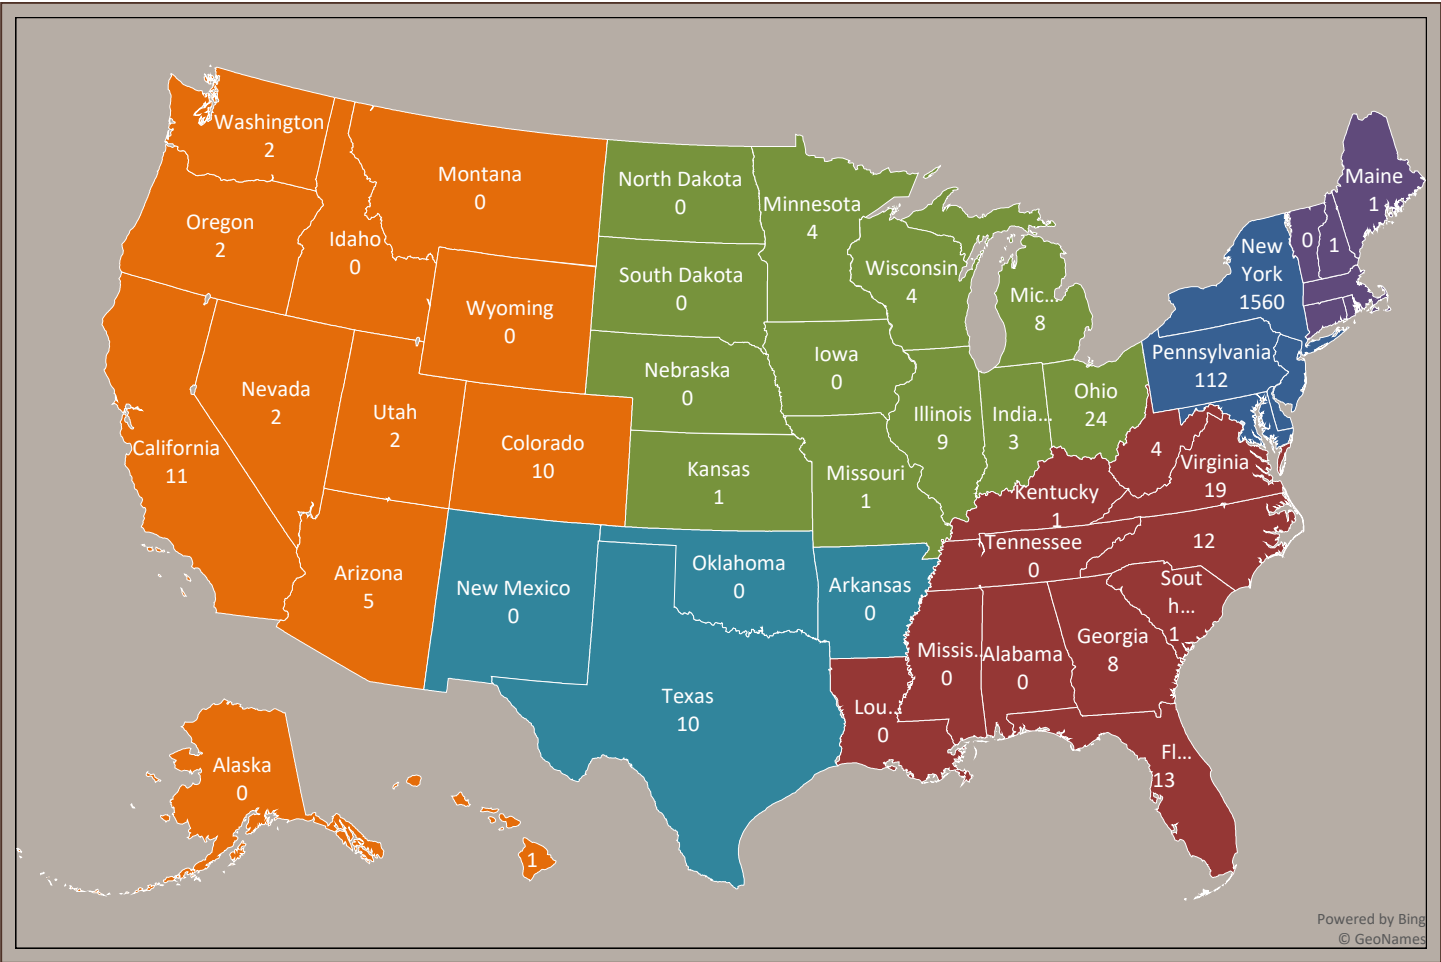 Washington
2
Montana
0
North Dakota
0
Minnesota
4
Maine
1
Oregon
2
Idaho
0
0
1
New
York
1560
South Dakota
0
Wisconsin
4
Mic...
8
Wyoming
0
Pennsylvania
112
Iowa
0
Nebraska
0
Nevada
2
Utah
2
Ohio
24
Illinois
9
India...
3
California
11
Colorado
10
4
Virginia
19
Kansas
1
Missouri
1
Kentucky
1
12
Tennessee
0
Arizona
5
New Mexico
0
Oklahoma
0
Arkansas
0
Sout
h...
1
Georgia
8
Missis...
0
Alabama
0
Texas
10
Lou...
0
Fl...
13
Alaska
0
1
Powered by Bing
© GeoNames